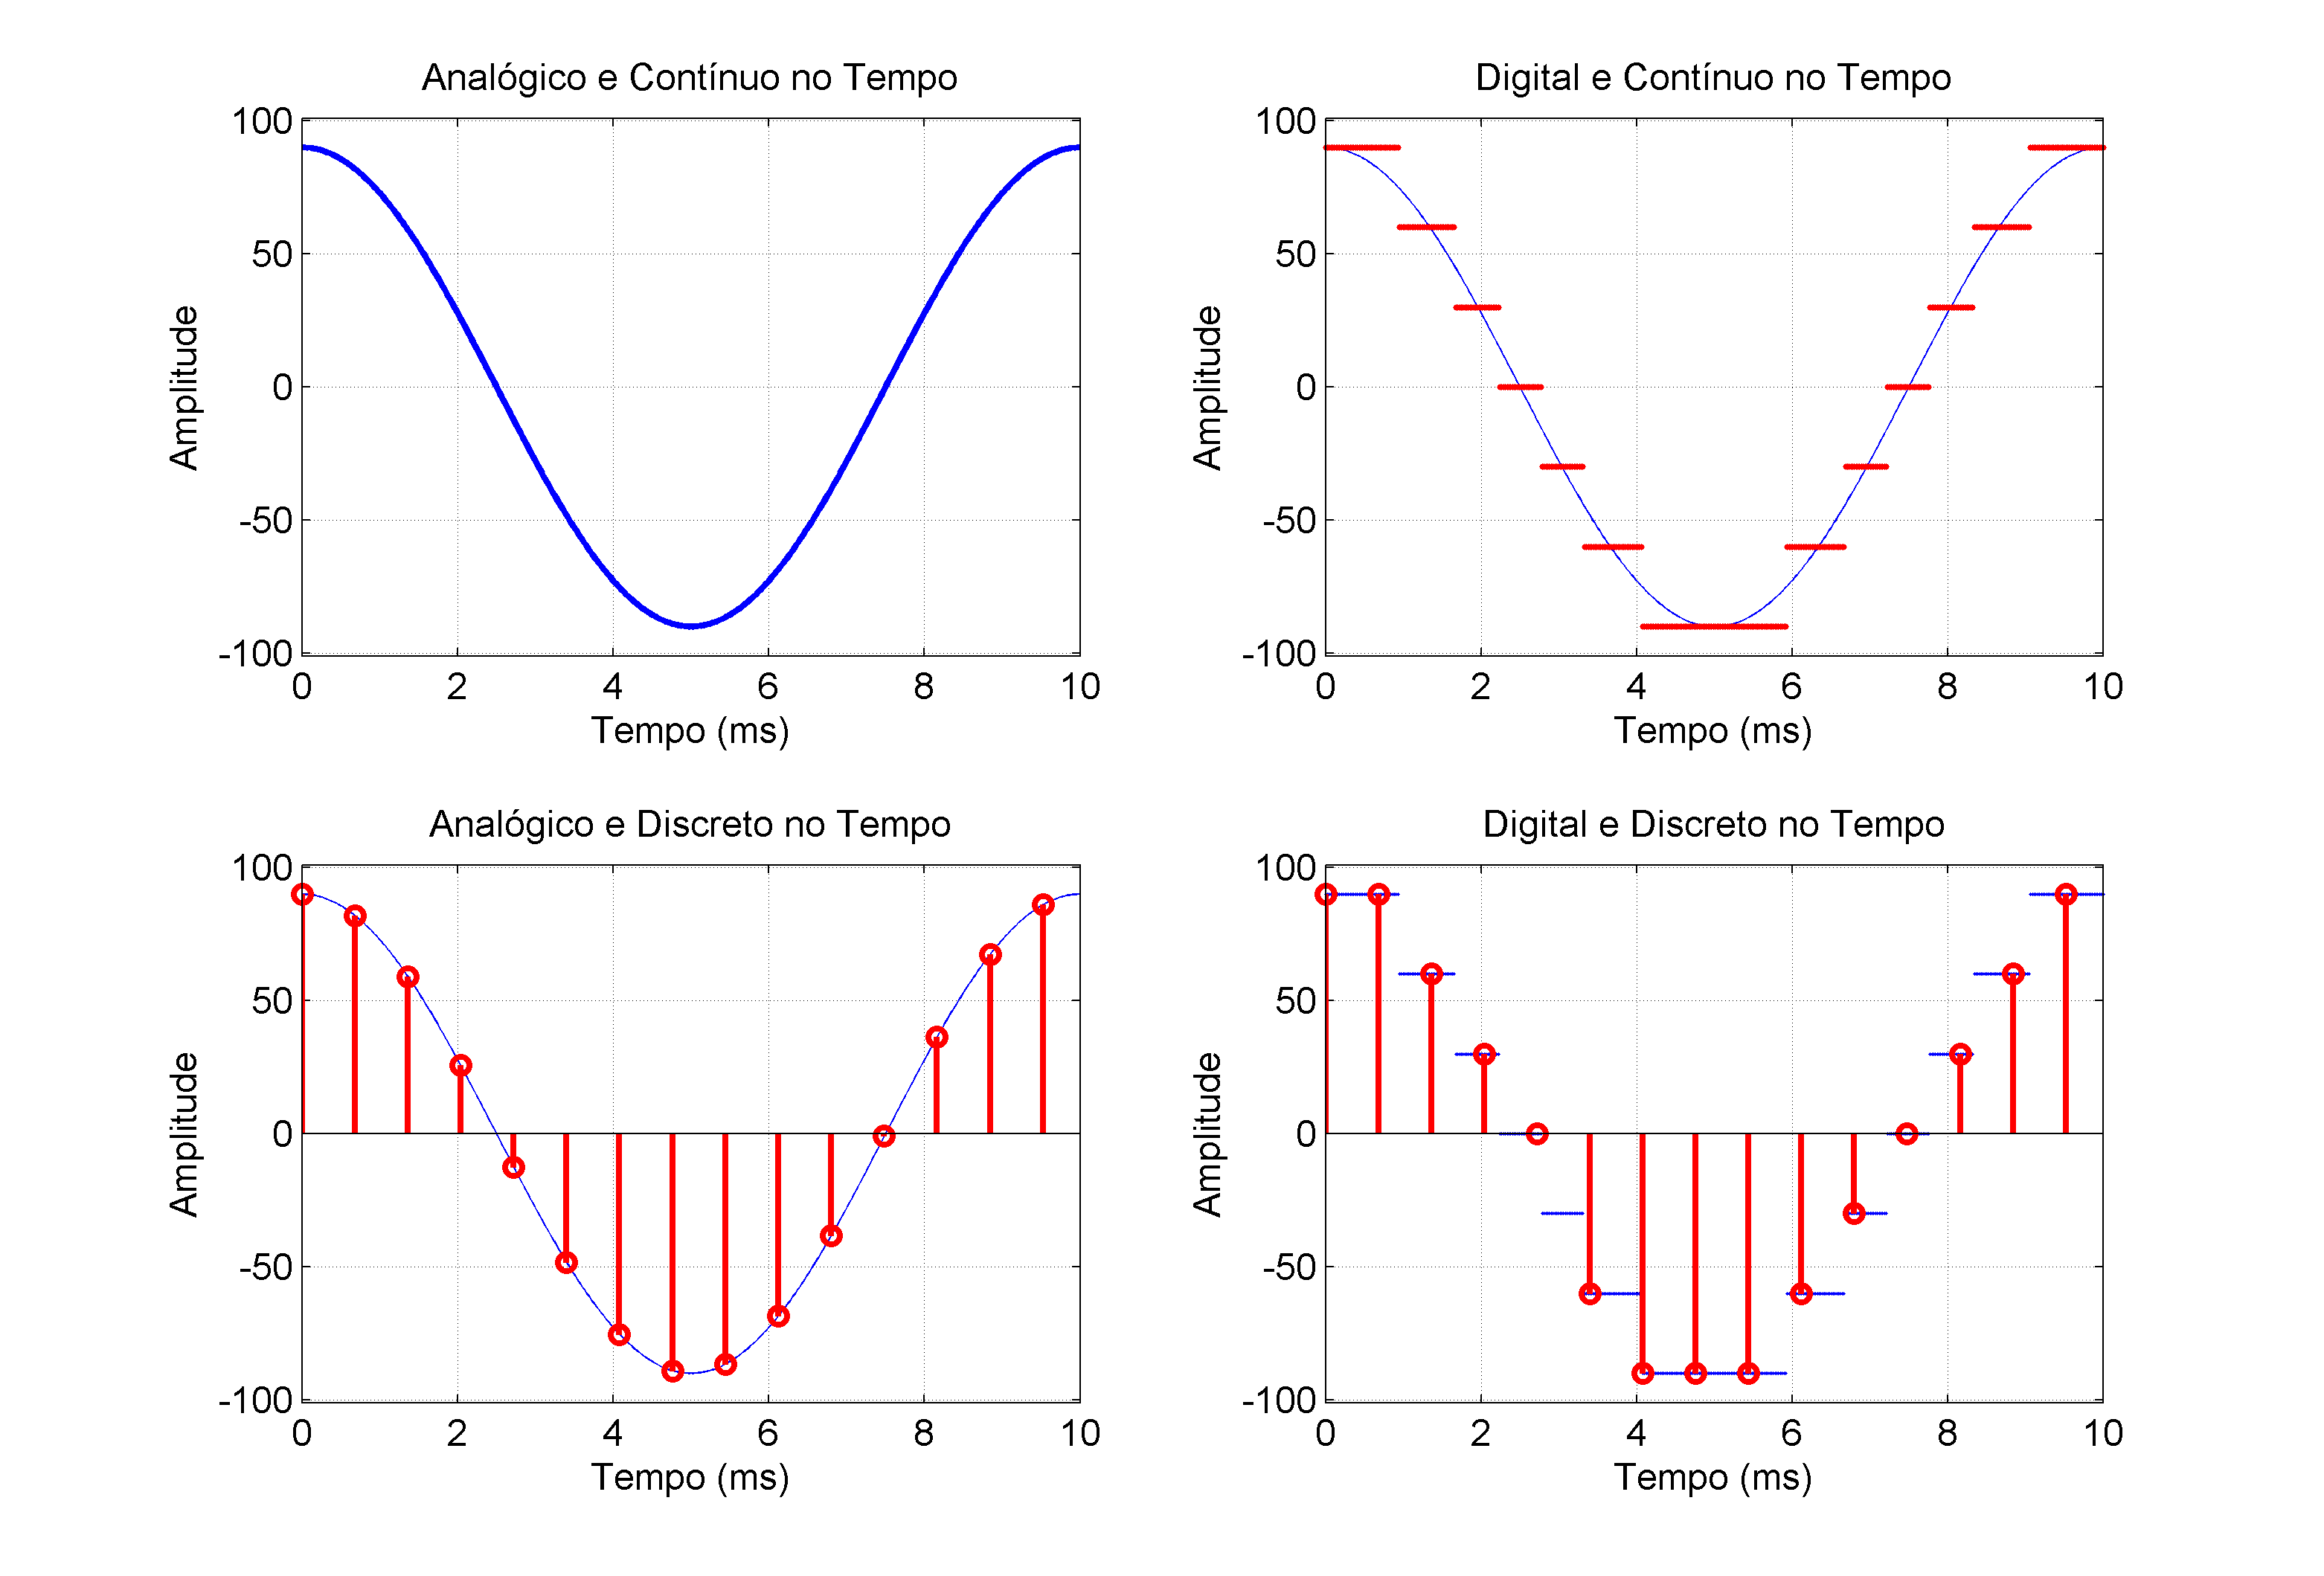 Analógico e Contínuo no Tempo
100
50
0
-50
-100
Amplitude
0 2 4 6 8 10
Tempo (ms)
Digital e Contínuo no Tempo
100
50
0
-50
-100
Amplitude
0 2 4 6 8 10
Tempo (ms)
Analógico e Discreto no Tempo
100
50
0
-50
-100
Amplitude
0 2 4 6 8 10
Tempo (ms)
Digital e Discreto no Tempo
100
50
0
-50
-100
Amplitude
0 2 4 6 8 10
Tempo (ms)